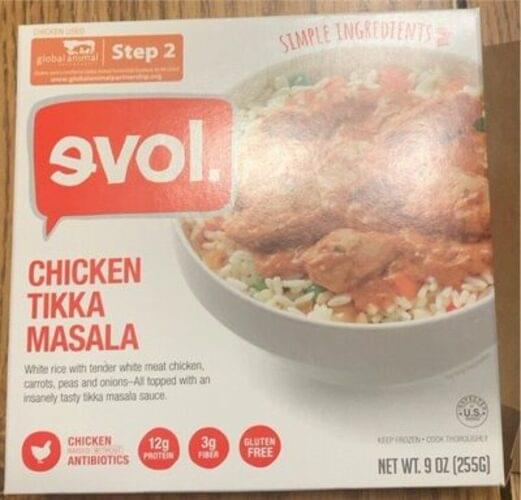 CHICKEN USED
global animal
Step 2
www.globalanimalpartnership.org
SIMPLE INGREDIENTS
evol.
CHICKEN
TIKKA
MASALA
White rice with tender white meat chicken,
carrots, peas and onions–All topped with an
insanely tasty tikka masala sauce.
CHICKEN
RAISED WITHOUT
ANTIBIOTICS
12g
PROTEIN
3g
FIBER
GLUTEN
FREE
U.S.
KEEP FROZEN • COOK THOROUGHLY
NET WT. 9 OZ (255G)